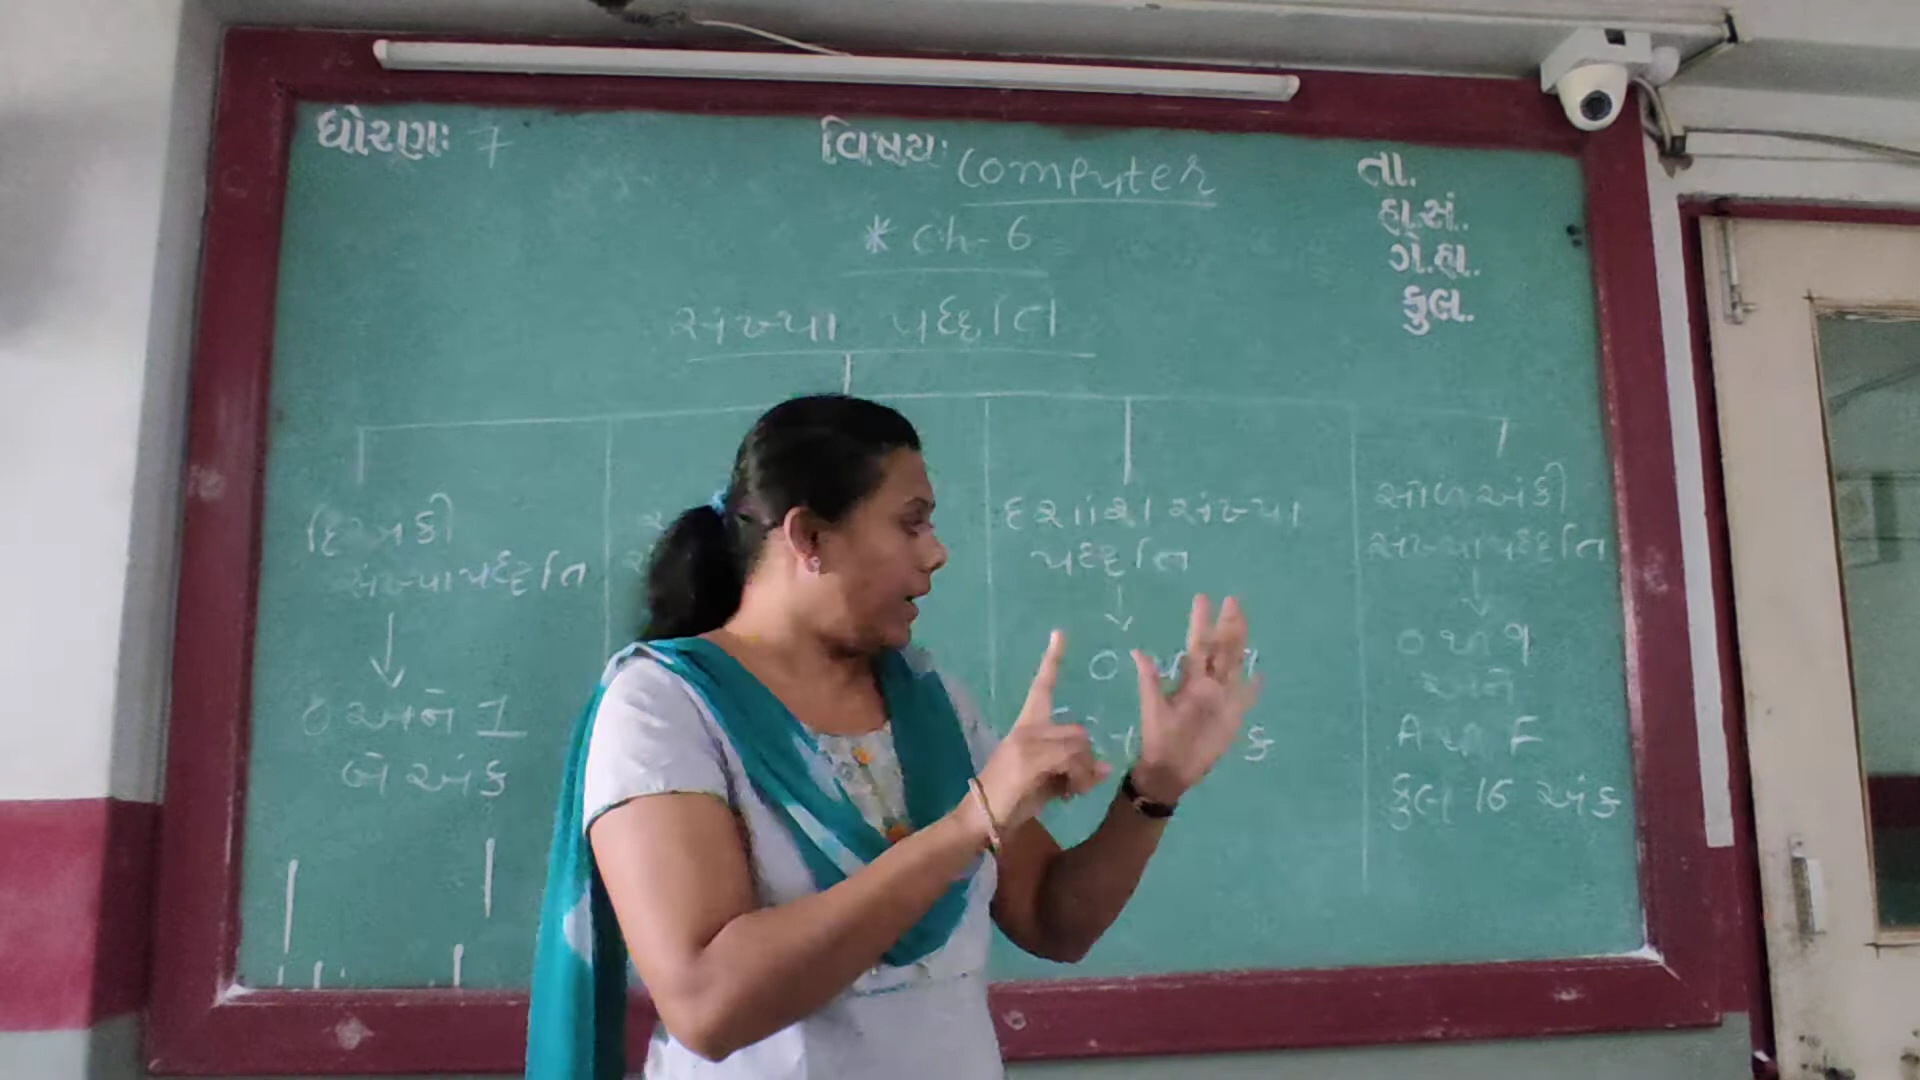 ધોરણઃ 7
વિષયઃ Computer
તા.
હા.સં.
ગે.હા.
કુલ.
* ch-6
સંખ્યા પદ્ધતિ
દ્વિઅંકી
સંખ્યાપદ્ધતિ
0 અને 1
બે અંક
દશાંશ સંખ્યા
પદ્ધતિ
0
ક
સોળઅંકી
સંખ્યાપદ્ધતિ
0 થી 9
અને
A થી F
કુલ 16 અંક